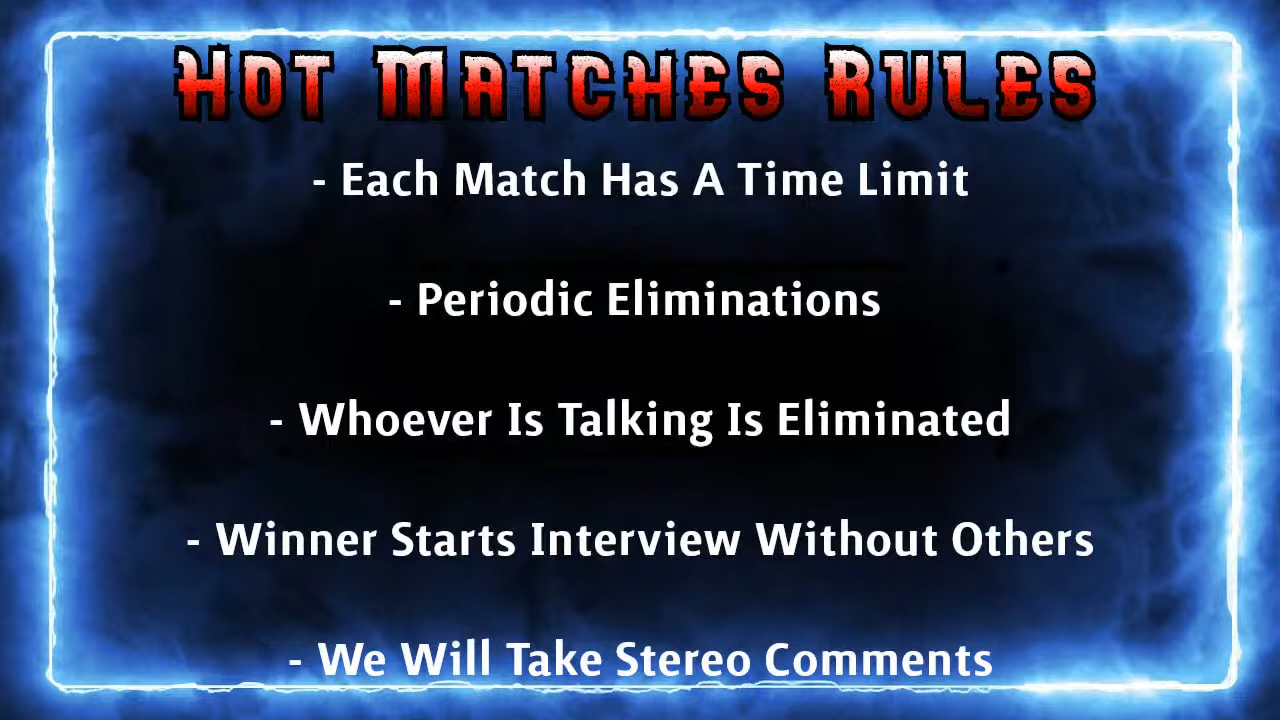 Hot Matches Rules
- Each Match Has A Time Limit
- Periodic Eliminations
- Whoever Is Talking Is Eliminated
- Winner Starts Interview Without Others
- We Will Take Stereo Comments